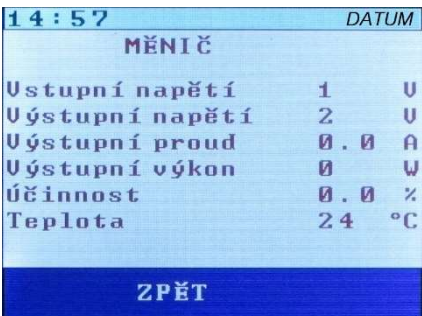 14:57 DATUM
MĚNIČ
Vstupní napětí 1 V
Výstupní napětí 2 V
Výstupní proud 0.0 A
Výstupní výkon 0 W
Účinnost 0.0 %
Teplota 24 °C
ZPĚT